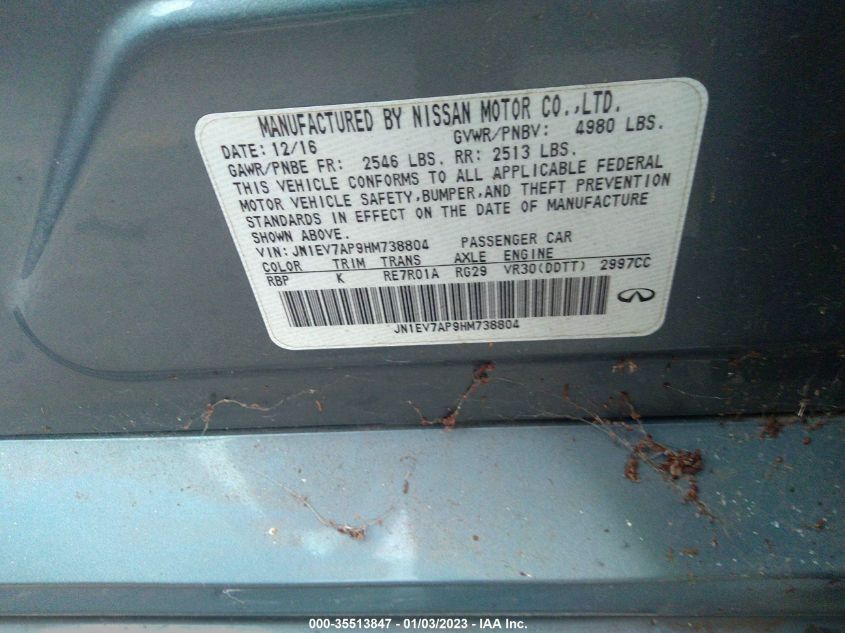 MANUFACTURED BY NISSAN MOTOR CO.,LTD.
DATE: 12/16 GVWR/PNBV: 4980 LBS.
GAWR/PNBE FR: 2546 LBS. RR: 2513 LBS.
THIS VEHICLE CONFORMS TO ALL APPLICABLE FEDERAL
MOTOR VEHICLE SAFETY,BUMPER,AND THEFT PREVENTION
STANDARDS IN EFFECT ON THE DATE OF MANUFACTURE
SHOWN ABOVE.
VIN: JN1EV7AP9HM738804 PASSENGER CAR
COLOR TRIM TRANS AXLE ENGINE
RBP K RE7R01A RG29 VR30(DDTT) 2997CC
JN1EV7AP9HM738804
000-35513847 - 01/03/2023 - IAA Inc.